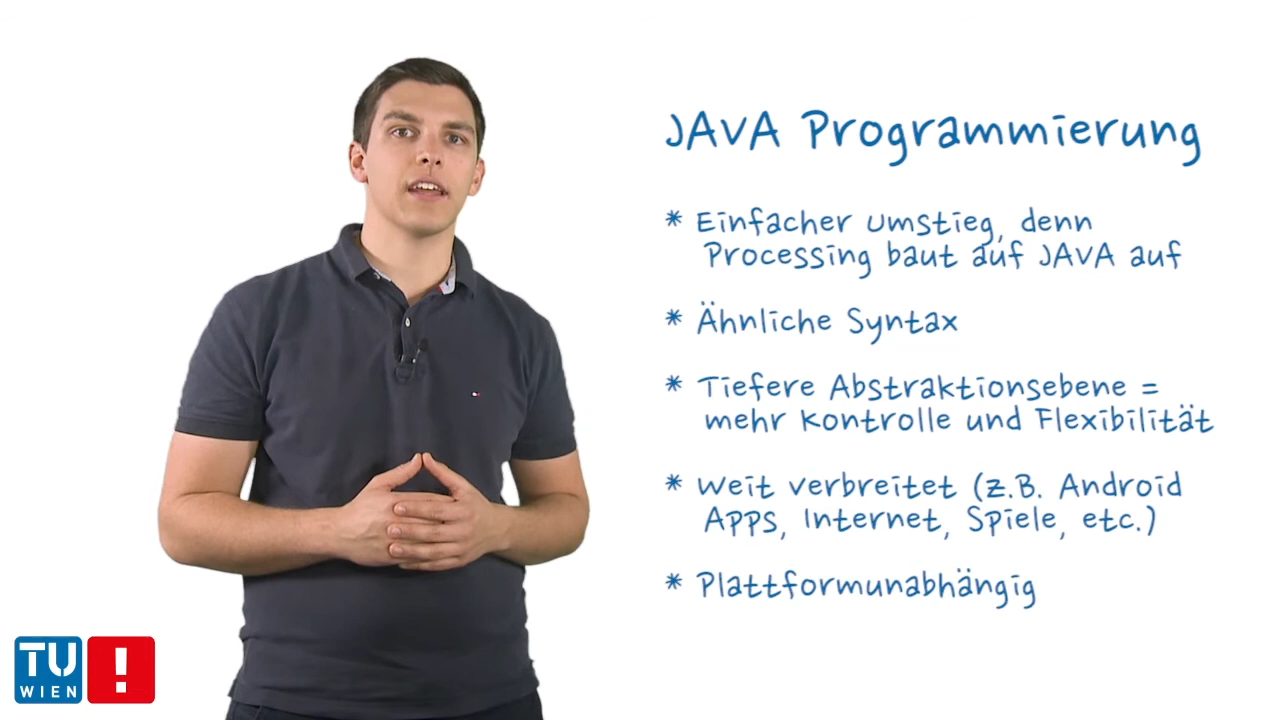 JAVA Programmierung
* Einfacher Umstieg, denn
Processing baut auf JAVA auf
* Ähnliche Syntax
* Tiefere Abstraktionsebene =
mehr Kontrolle und Flexibilität
* Weit verbreitet (z.B. Android
APPS, Internet, Spiele, etc.)
* Plattformunabhängig
TU
WIEN
!